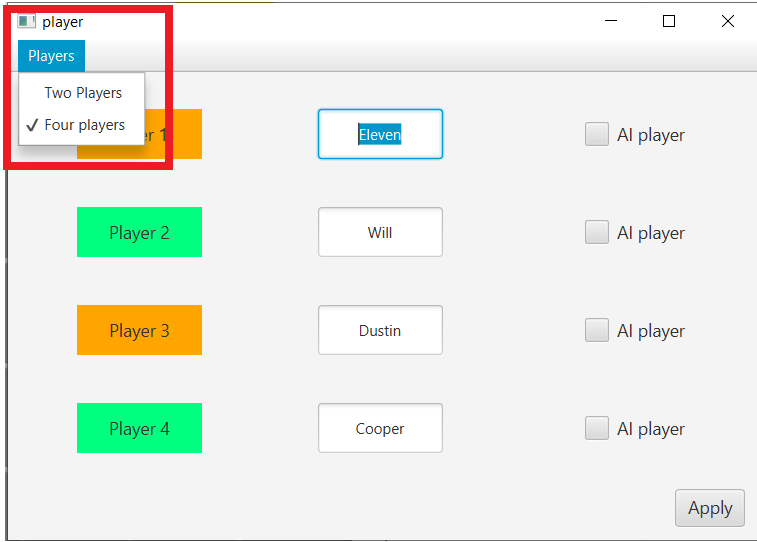 player
Players
Two Players
Four players
er 1
Eleven
AI player
Player 2
Will
AI player
Player 3
Dustin
AI player
Player 4
Cooper
AI player
Apply